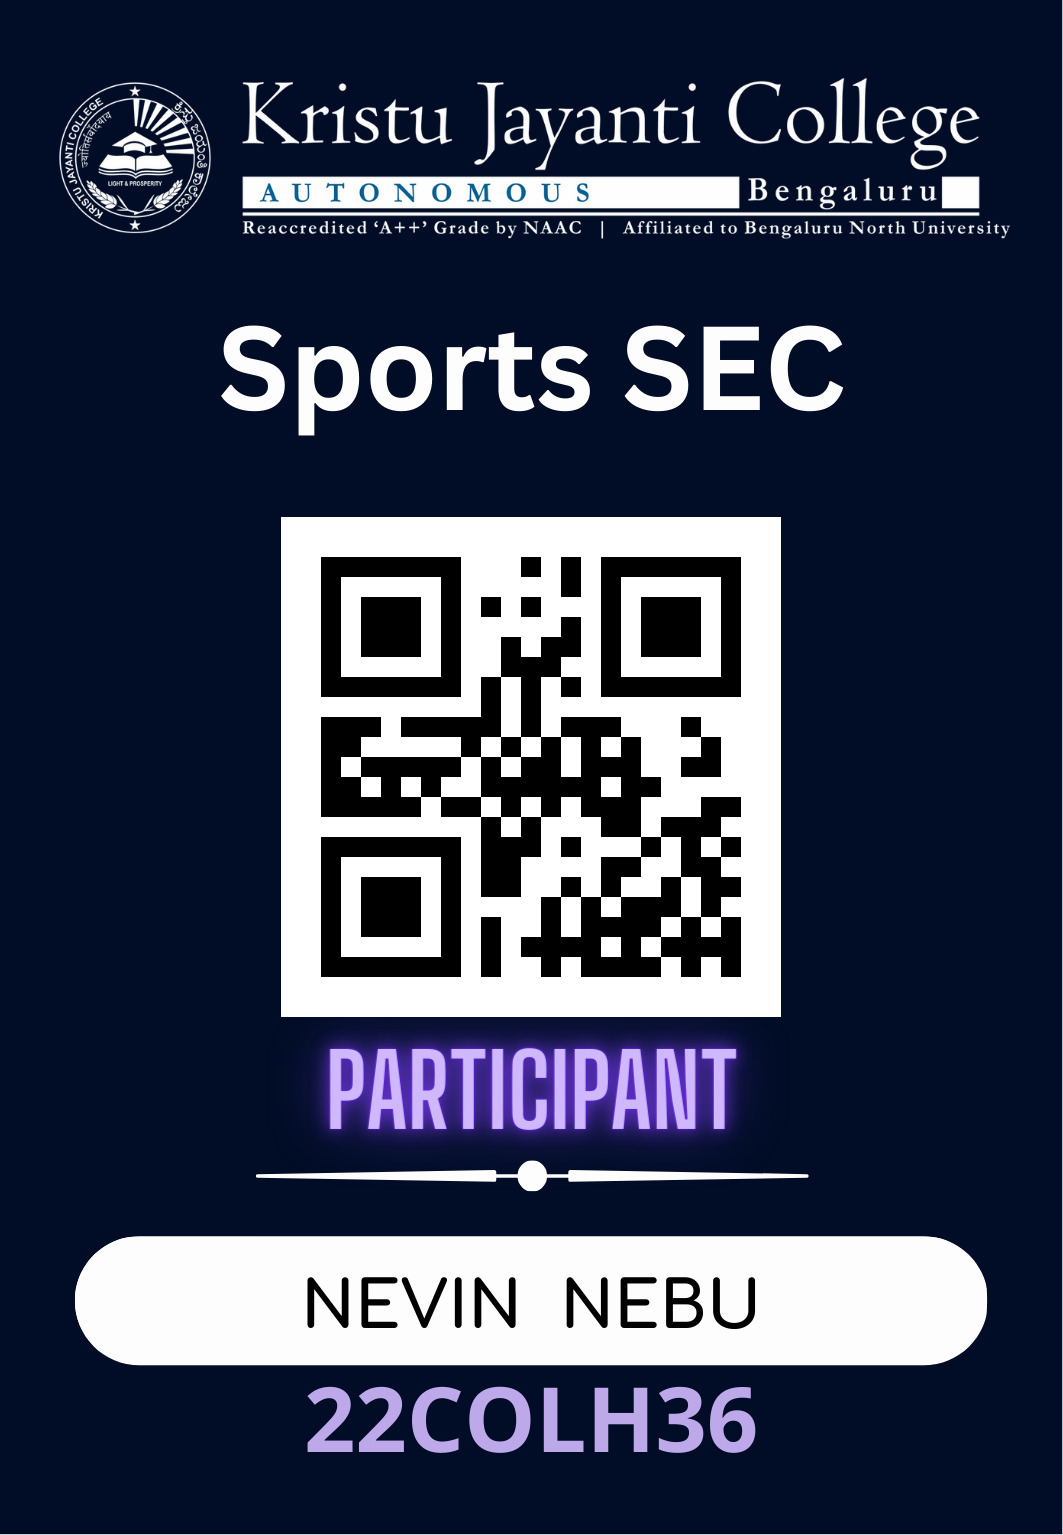 KRISTU JAYANTI COLLEGE
ಕ್ರಿಸ್ತು ಜಯಂತಿ ಕಾಲೇಜು
LIGHT & PROSPERITY
Kristu Jayanti College
AUTONOMOUS Bengaluru
Reaccredited ‘A++’ Grade by NAAC | Affiliated to Bengaluru North University
Sports SEC
PARTICIPANT
NEVIN NEBU
22COLH36